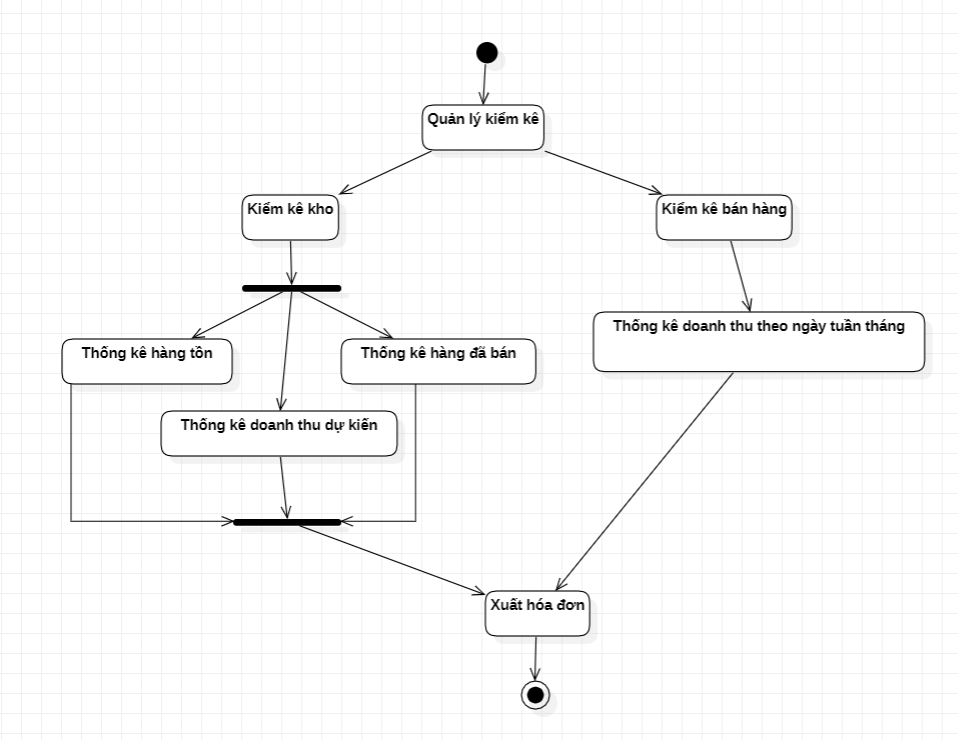 Quản lý kiểm kê
Kiểm kê kho
Kiểm kê bán hàng
Thống kê doanh thu theo ngày tuần tháng
Thống kê hàng tồn
Thống kê hàng đã bán
Thống kê doanh thu dự kiến
Xuất hóa đơn